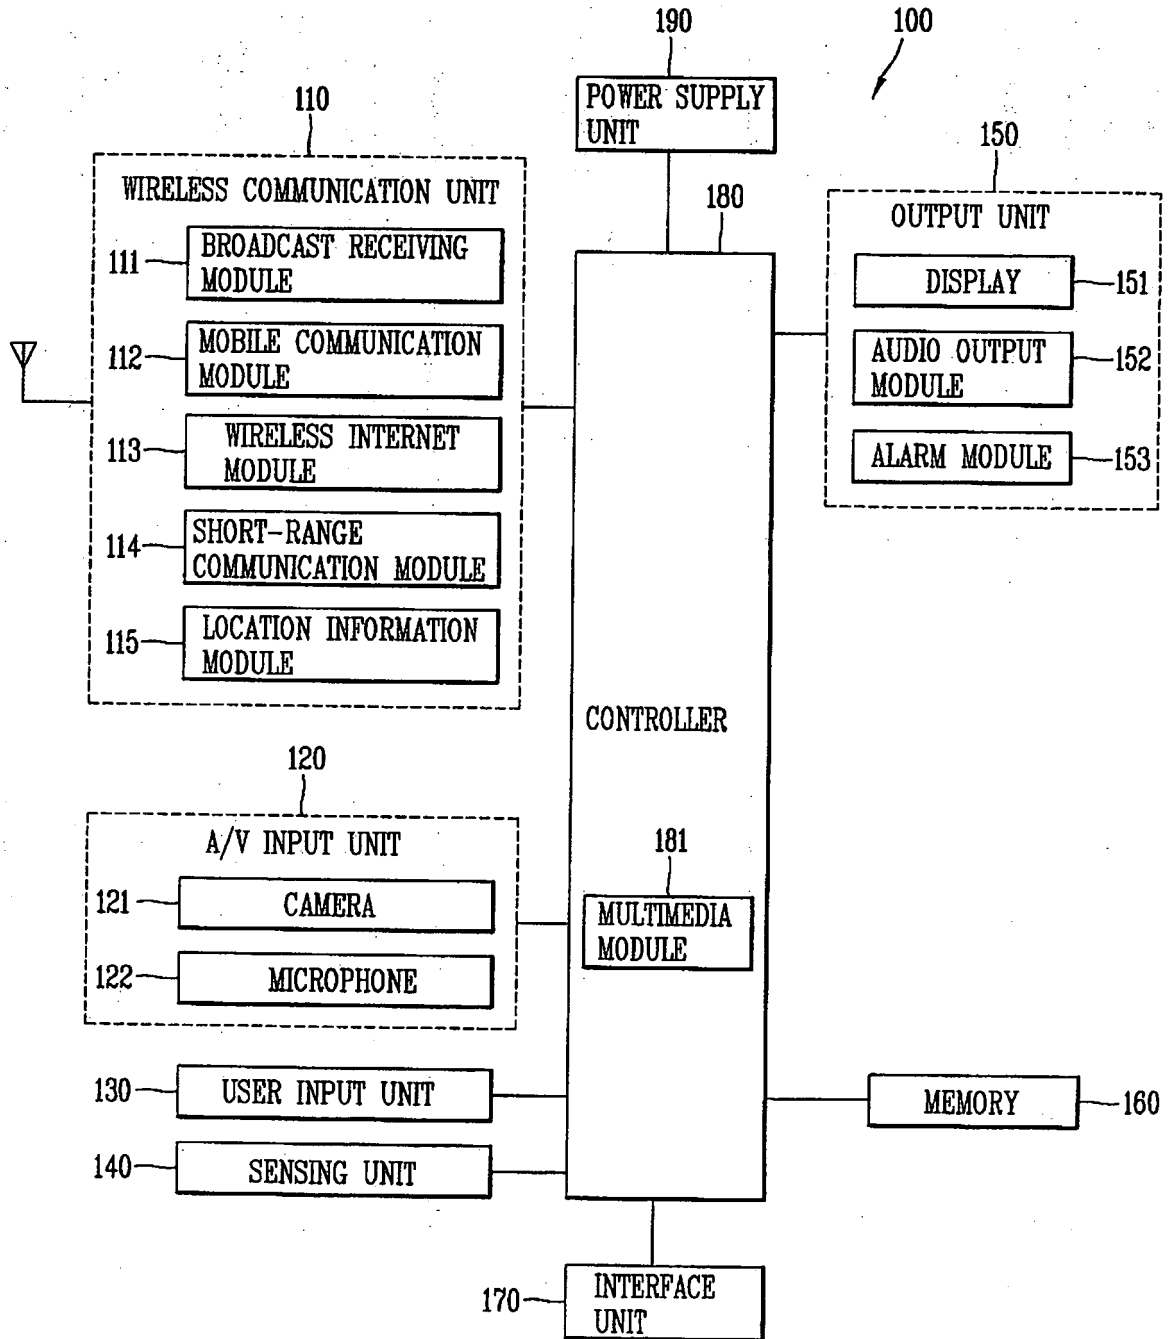 190
100
POWER SUPPLY
UNIT
110
WIRELESS COMMUNICATION UNIT
111
BROADCAST RECEIVING
MODULE
112
MOBILE COMMUNICATION
MODULE
113
WIRELESS INTERNET
MODULE
114
SHORT-RANGE
COMMUNICATION MODULE
115
LOCATION INFORMATION
MODULE
180
CONTROLLER
181
MULTIMEDIA
MODULE
150
OUTPUT UNIT
DISPLAY
151
AUDIO OUTPUT
MODULE
152
ALARM MODULE
153
120
A/V INPUT UNIT
121
CAMERA
122
MICROPHONE
130
USER INPUT UNIT
140
SENSING UNIT
MEMORY
160
170
INTERFACE
UNIT